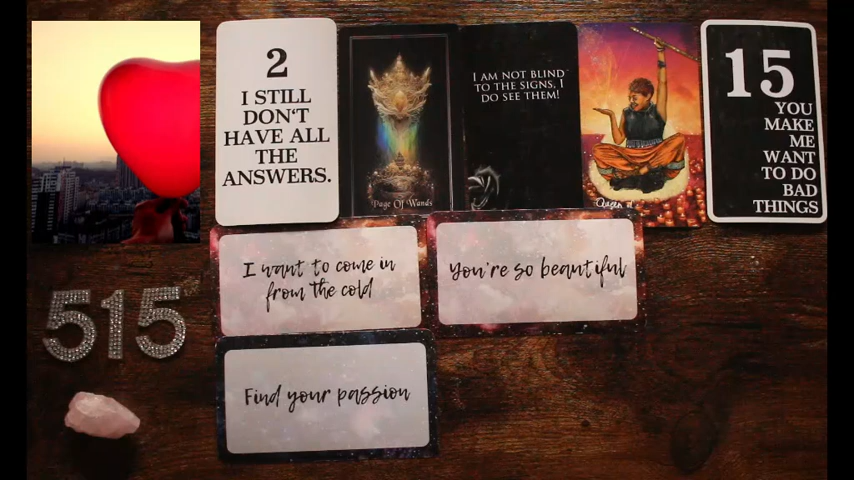 2
I STILL
DON'T
HAVE ALL
THE
ANSWERS.
Page Of Wands
I AM NOT BLIND
TO THE SIGNS, I
DO SEE THEM!
Queen of
15
YOU
MAKE
ME
WANT
TO DO
BAD
THINGS
I want to come in
from the cold
You're so beautiful
515
Find your passion